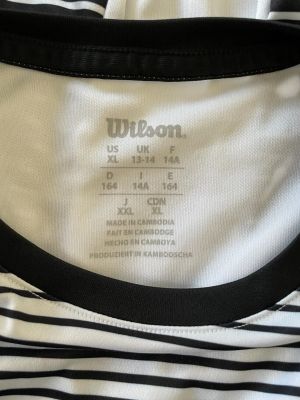 Wilson.
US UK F
XL 13-14 14A
D I E
164 14A 164
J CDN
XXL XL
MADE IN CAMBODIA
FAIT EN CAMBODGE
HECHO EN CAMBOYA
PRODUZIERT IN KAMBODSCHA